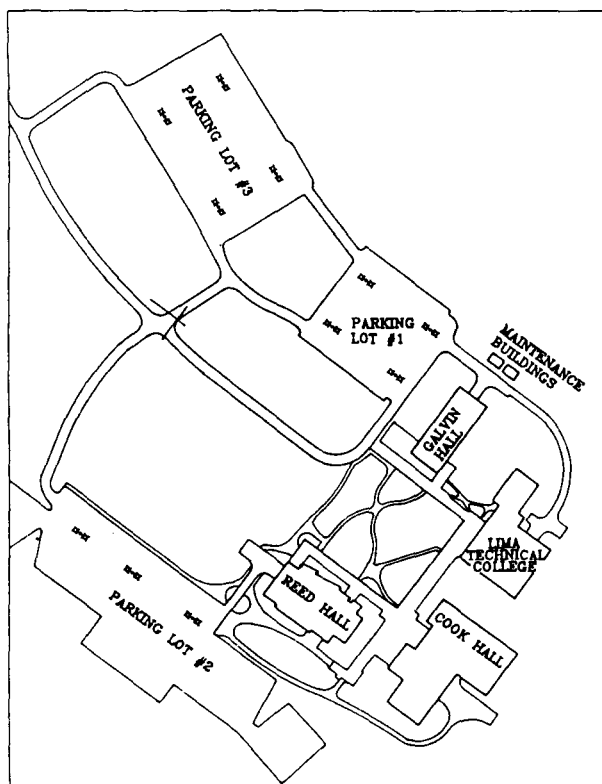 PARKING LOT #3
PARKING
LOT #1
MAINTENANCE
BUILDINGS
GALVIN
HALL
LIMA
TECHNICAL
COLLEGE
REED HALL
COOK HALL
PARKING LOT #2